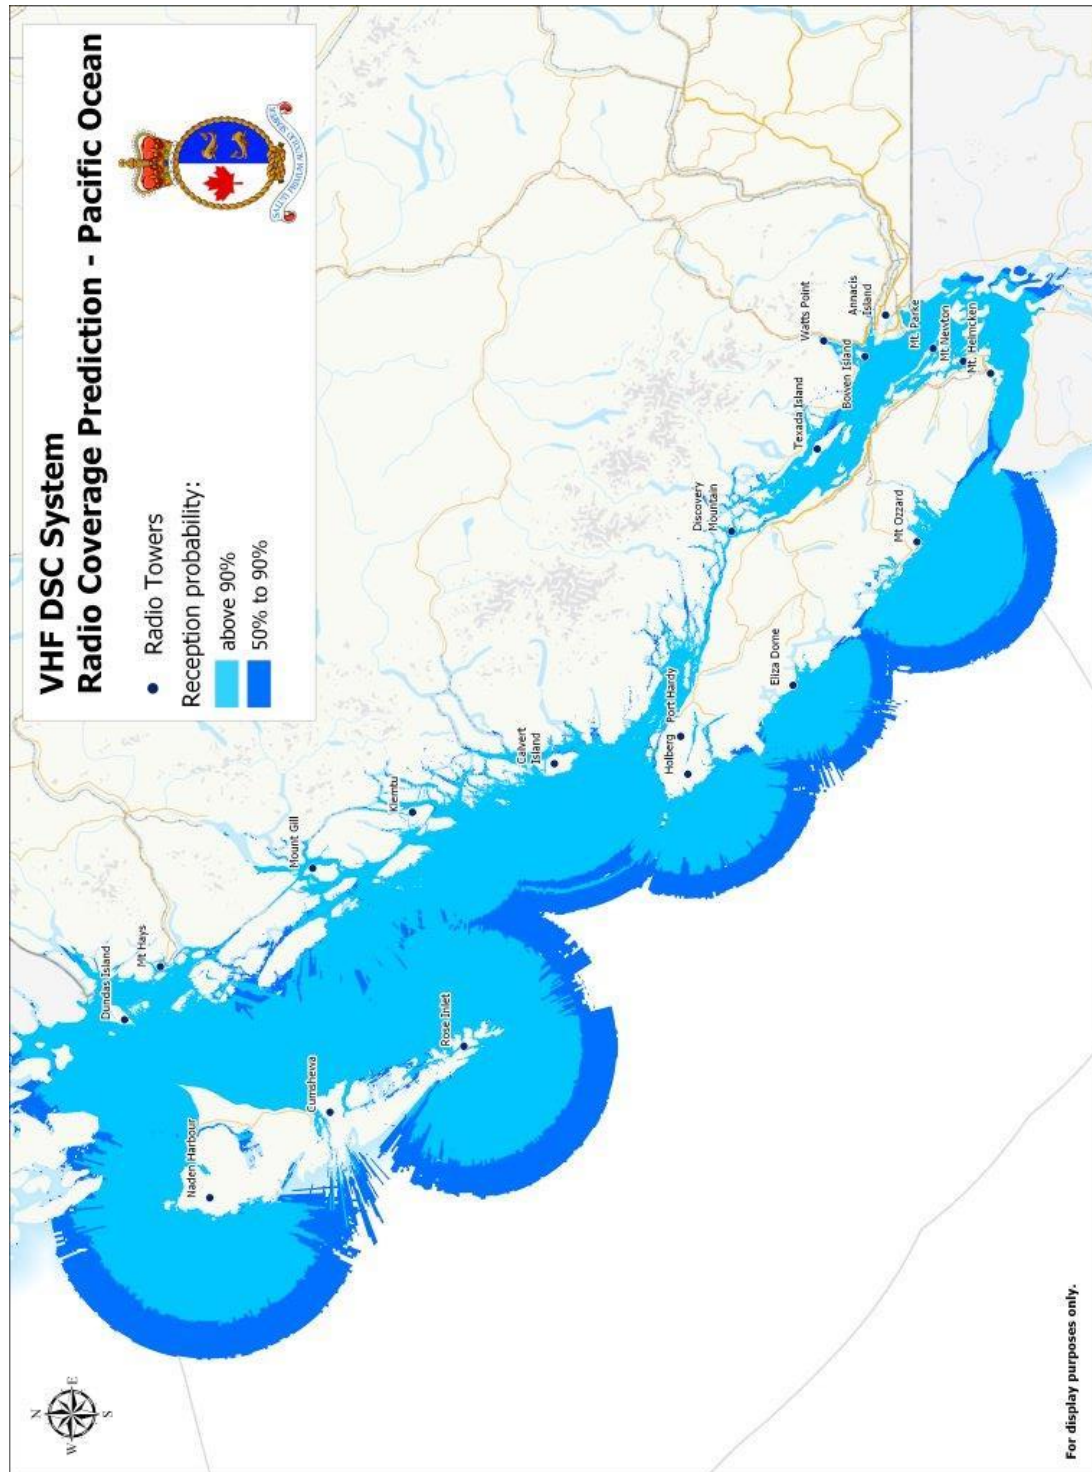 VHF DSC System
Radio Coverage Prediction - Pacific Ocean
Radio Towers
Reception probability:
above 90%
50% to 90%
N
W
E
S
Dundas Island
Mt Hays
Naden Harbour
Mount Gill
Cumshewa
Klemtu
Rose Inlet
Calvert
Island
Holberg
Port Hardy
Discovery
Mountain
Eliza Dome
Texada Island
Watts Point
Bowen Island
Annacis
Island
Mt. Parke
Mt Newton
Mt. Helmcken
Mt Ozzard
For display purposes only.